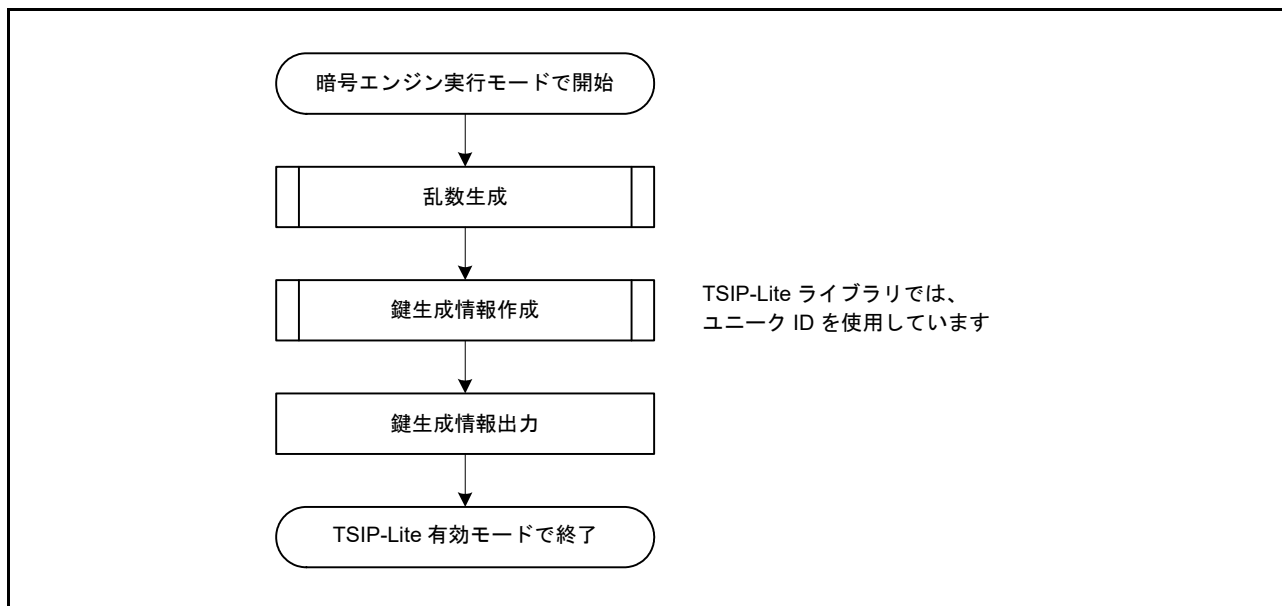 暗号エンジン実行モードで開始
乱数生成
鍵生成情報作成
TSIP-Lite ライブラリでは、
ユニーク ID を使用しています
鍵生成情報出力
TSIP-Lite 有効モードで終了